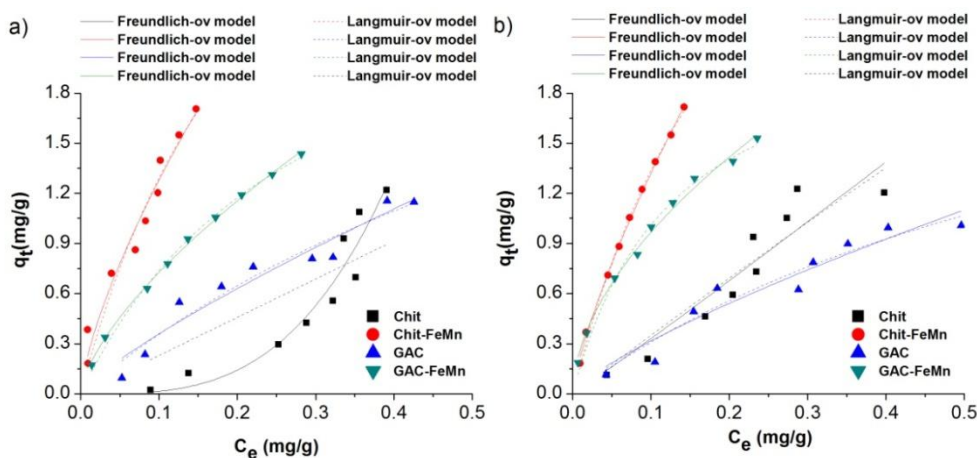 a)
Freundlich-ov model
Langmuir-ov model
Freundlich-ov model
Langmuir-ov model
Freundlich-ov model
Langmuir-ov model
Freundlich-ov model
Langmuir-ov model
1.8
1.5
1.2
0.9
0.6
0.3
0.0
qt(mg/g)
Chit
Chit-FeMn
GAC
GAC-FeMn
0.0
0.1
0.2
0.3
0.4
0.5
Ce (mg/g)
b)
Freundlich-ov model
Langmuir-ov model
Freundlich-ov model
Langmuir-ov model
Freundlich-ov model
Langmuir-ov model
Freundlich-ov model
Langmuir-ov model
1.8
1.5
1.2
0.9
0.6
0.3
0.0
qt(mg/g)
Chit
Chit-FeMn
GAC
GAC-FeMn
0.0
0.1
0.2
0.3
0.4
0.5
Ce (mg/g)